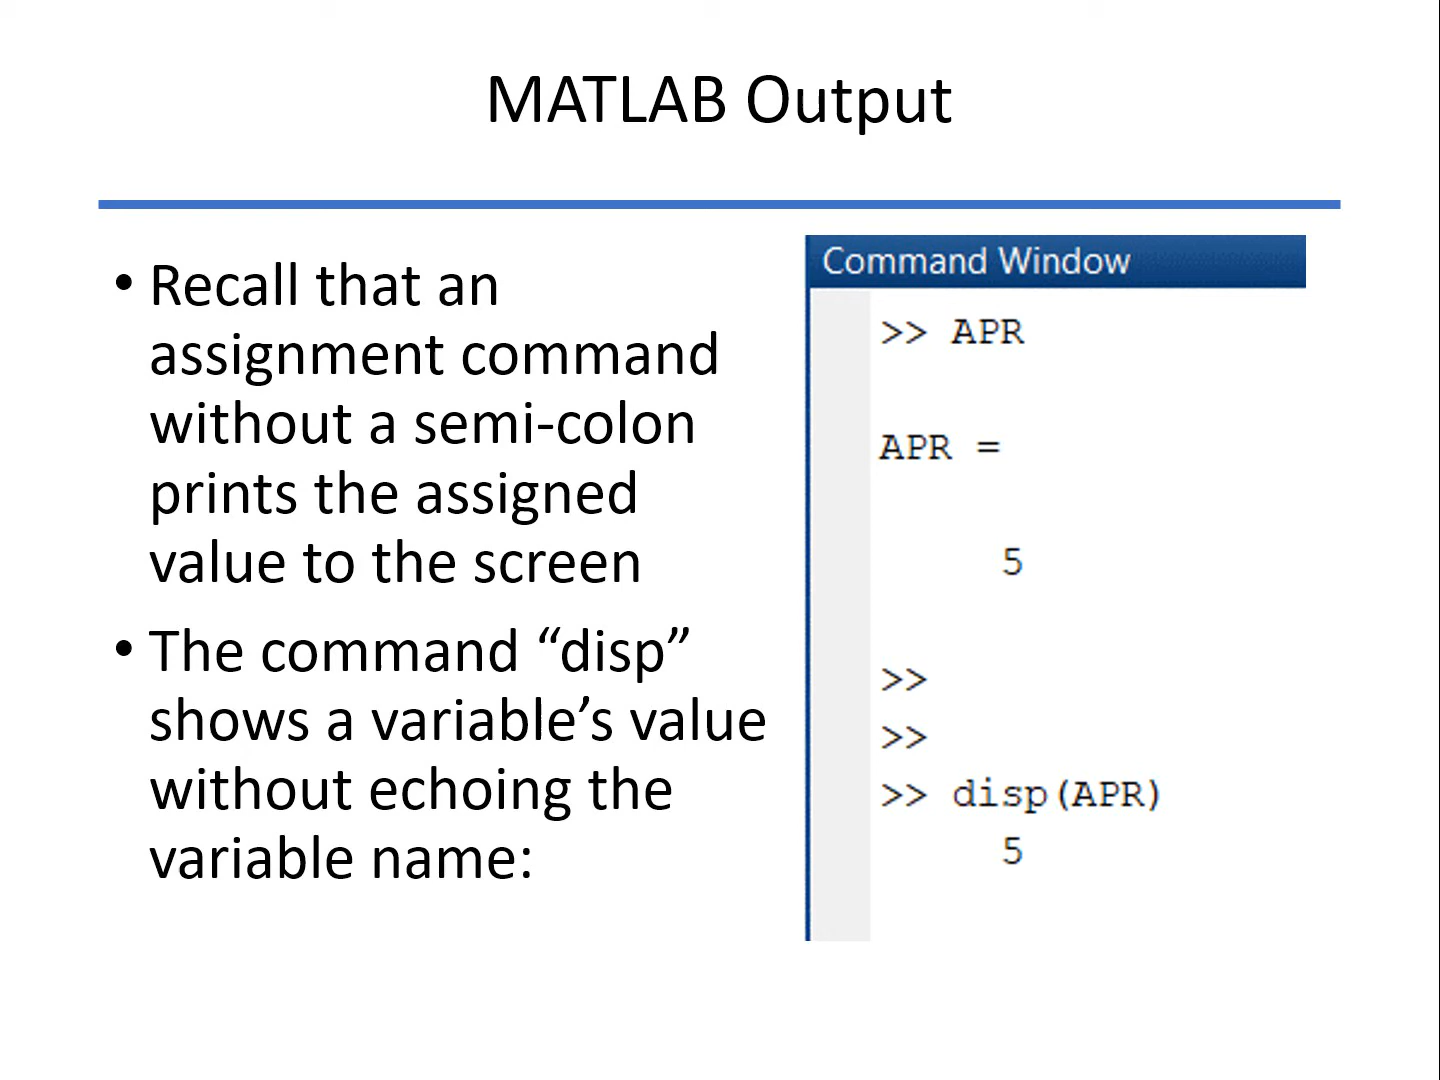 MATLAB Output
• Recall that an
assignment command
without a semi-colon
prints the assigned
value to the screen
• The command “disp”
shows a variable’s value
without echoing the
variable name:
Command Window
>> APR
APR =
5
>>
>>
>> disp(APR)
5